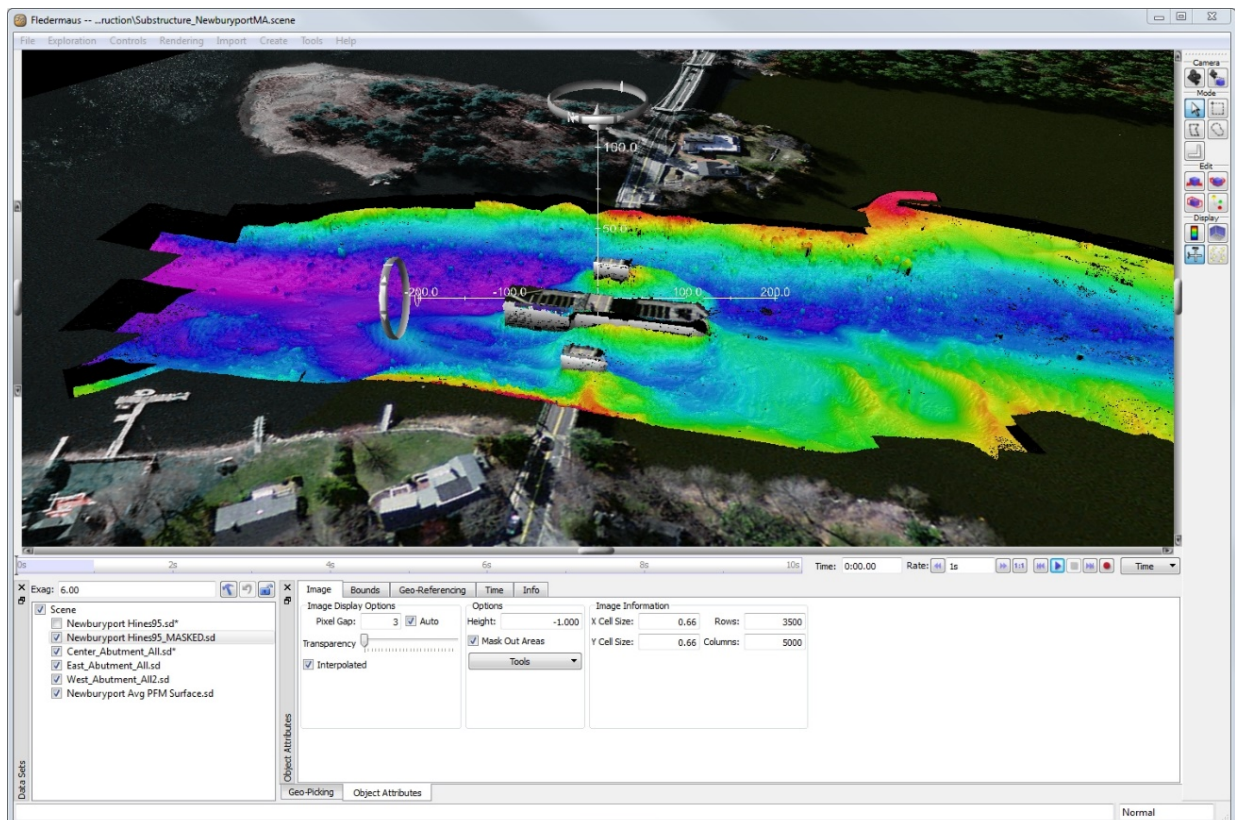 Fledermaus -- ...ruction\Substructure_NewburyportMA.scene
File Exploration Controls Rendering Import Create Tools Help
Camera
Mode
Edit
Display
N
100.0
50.0
-200.0 -100.0 100.0 200.0
0s 2s 4s 6s 8s 10s Time: 0:00.00 Rate: 1s 1:1 Time
Exag: 6.00
Scene
Newburyport Hines95.sd*
Newburyport Hines95_MASKED.sd
Center_Abutment_All.sd*
East_Abutment_All.sd
West_Abutment_All2.sd
Newburyport Avg PFM Surface.sd
Data Sets
Object Attributes
Image Bounds Geo-Referencing Time Info
Image Display Options Options Image Information
Pixel Gap: 3 Auto Height: -1.000 X Cell Size: 0.66 Rows: 3500
Transparency Mask Out Areas Y Cell Size: 0.66 Columns: 5000
Interpolated Tools
Geo-Picking Object Attributes
Normal